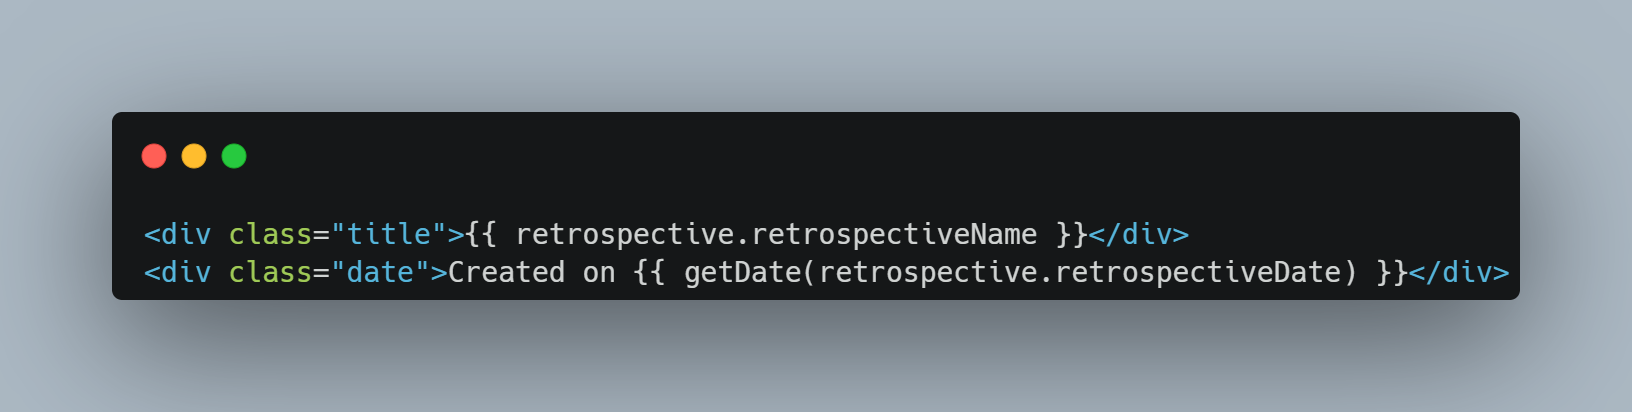 <div class="title">{{ retrospective.retrospectiveName }}</div>
<div class="date">Created on {{ getDate(retrospective.retrospectiveDate) }}</div>